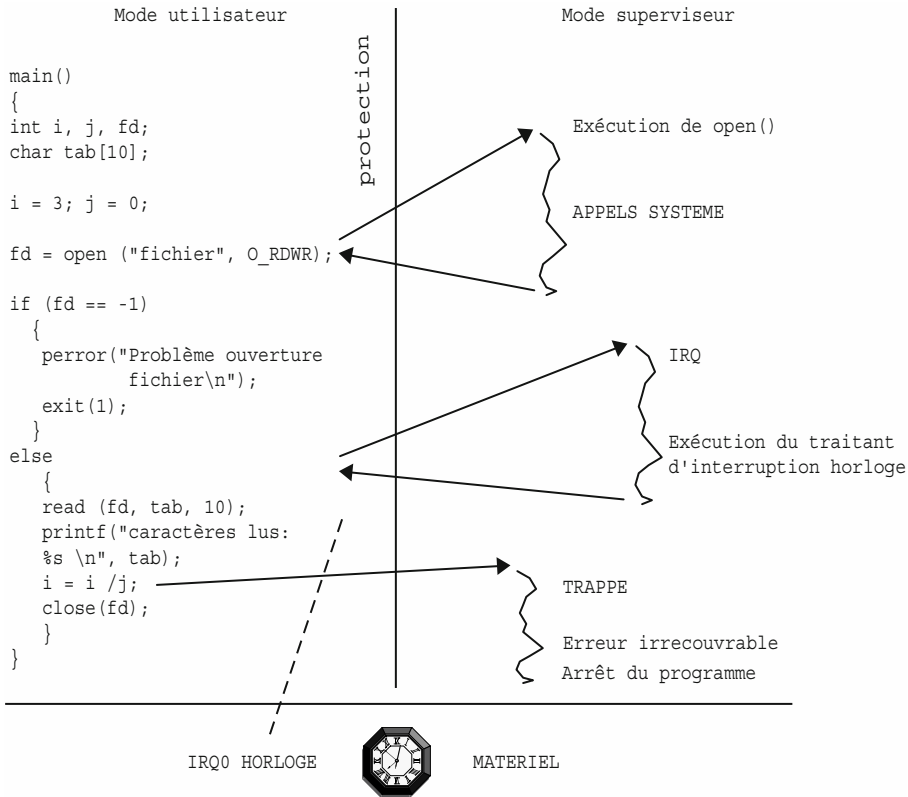 Mode utilisateur
Mode superviseur
protection
main()
{
int i, j, fd;
char tab[10];
i = 3; j = 0;
fd = open ("fichier", O_RDWR);
if (fd == -1)
{
perror("Problème ouverture
fichier\n");
exit(1);
}
else
{
read (fd, tab, 10);
printf("caractères lus:
%s \n", tab);
i = i /j;
close(fd);
}
}
Exécution de open()
APPELS SYSTEME
IRQ
Exécution du traitant
d'interruption horloge
TRAPPE
Erreur irrecouvrable
Arrêt du programme
IRQ0 HORLOGE
MATERIEL